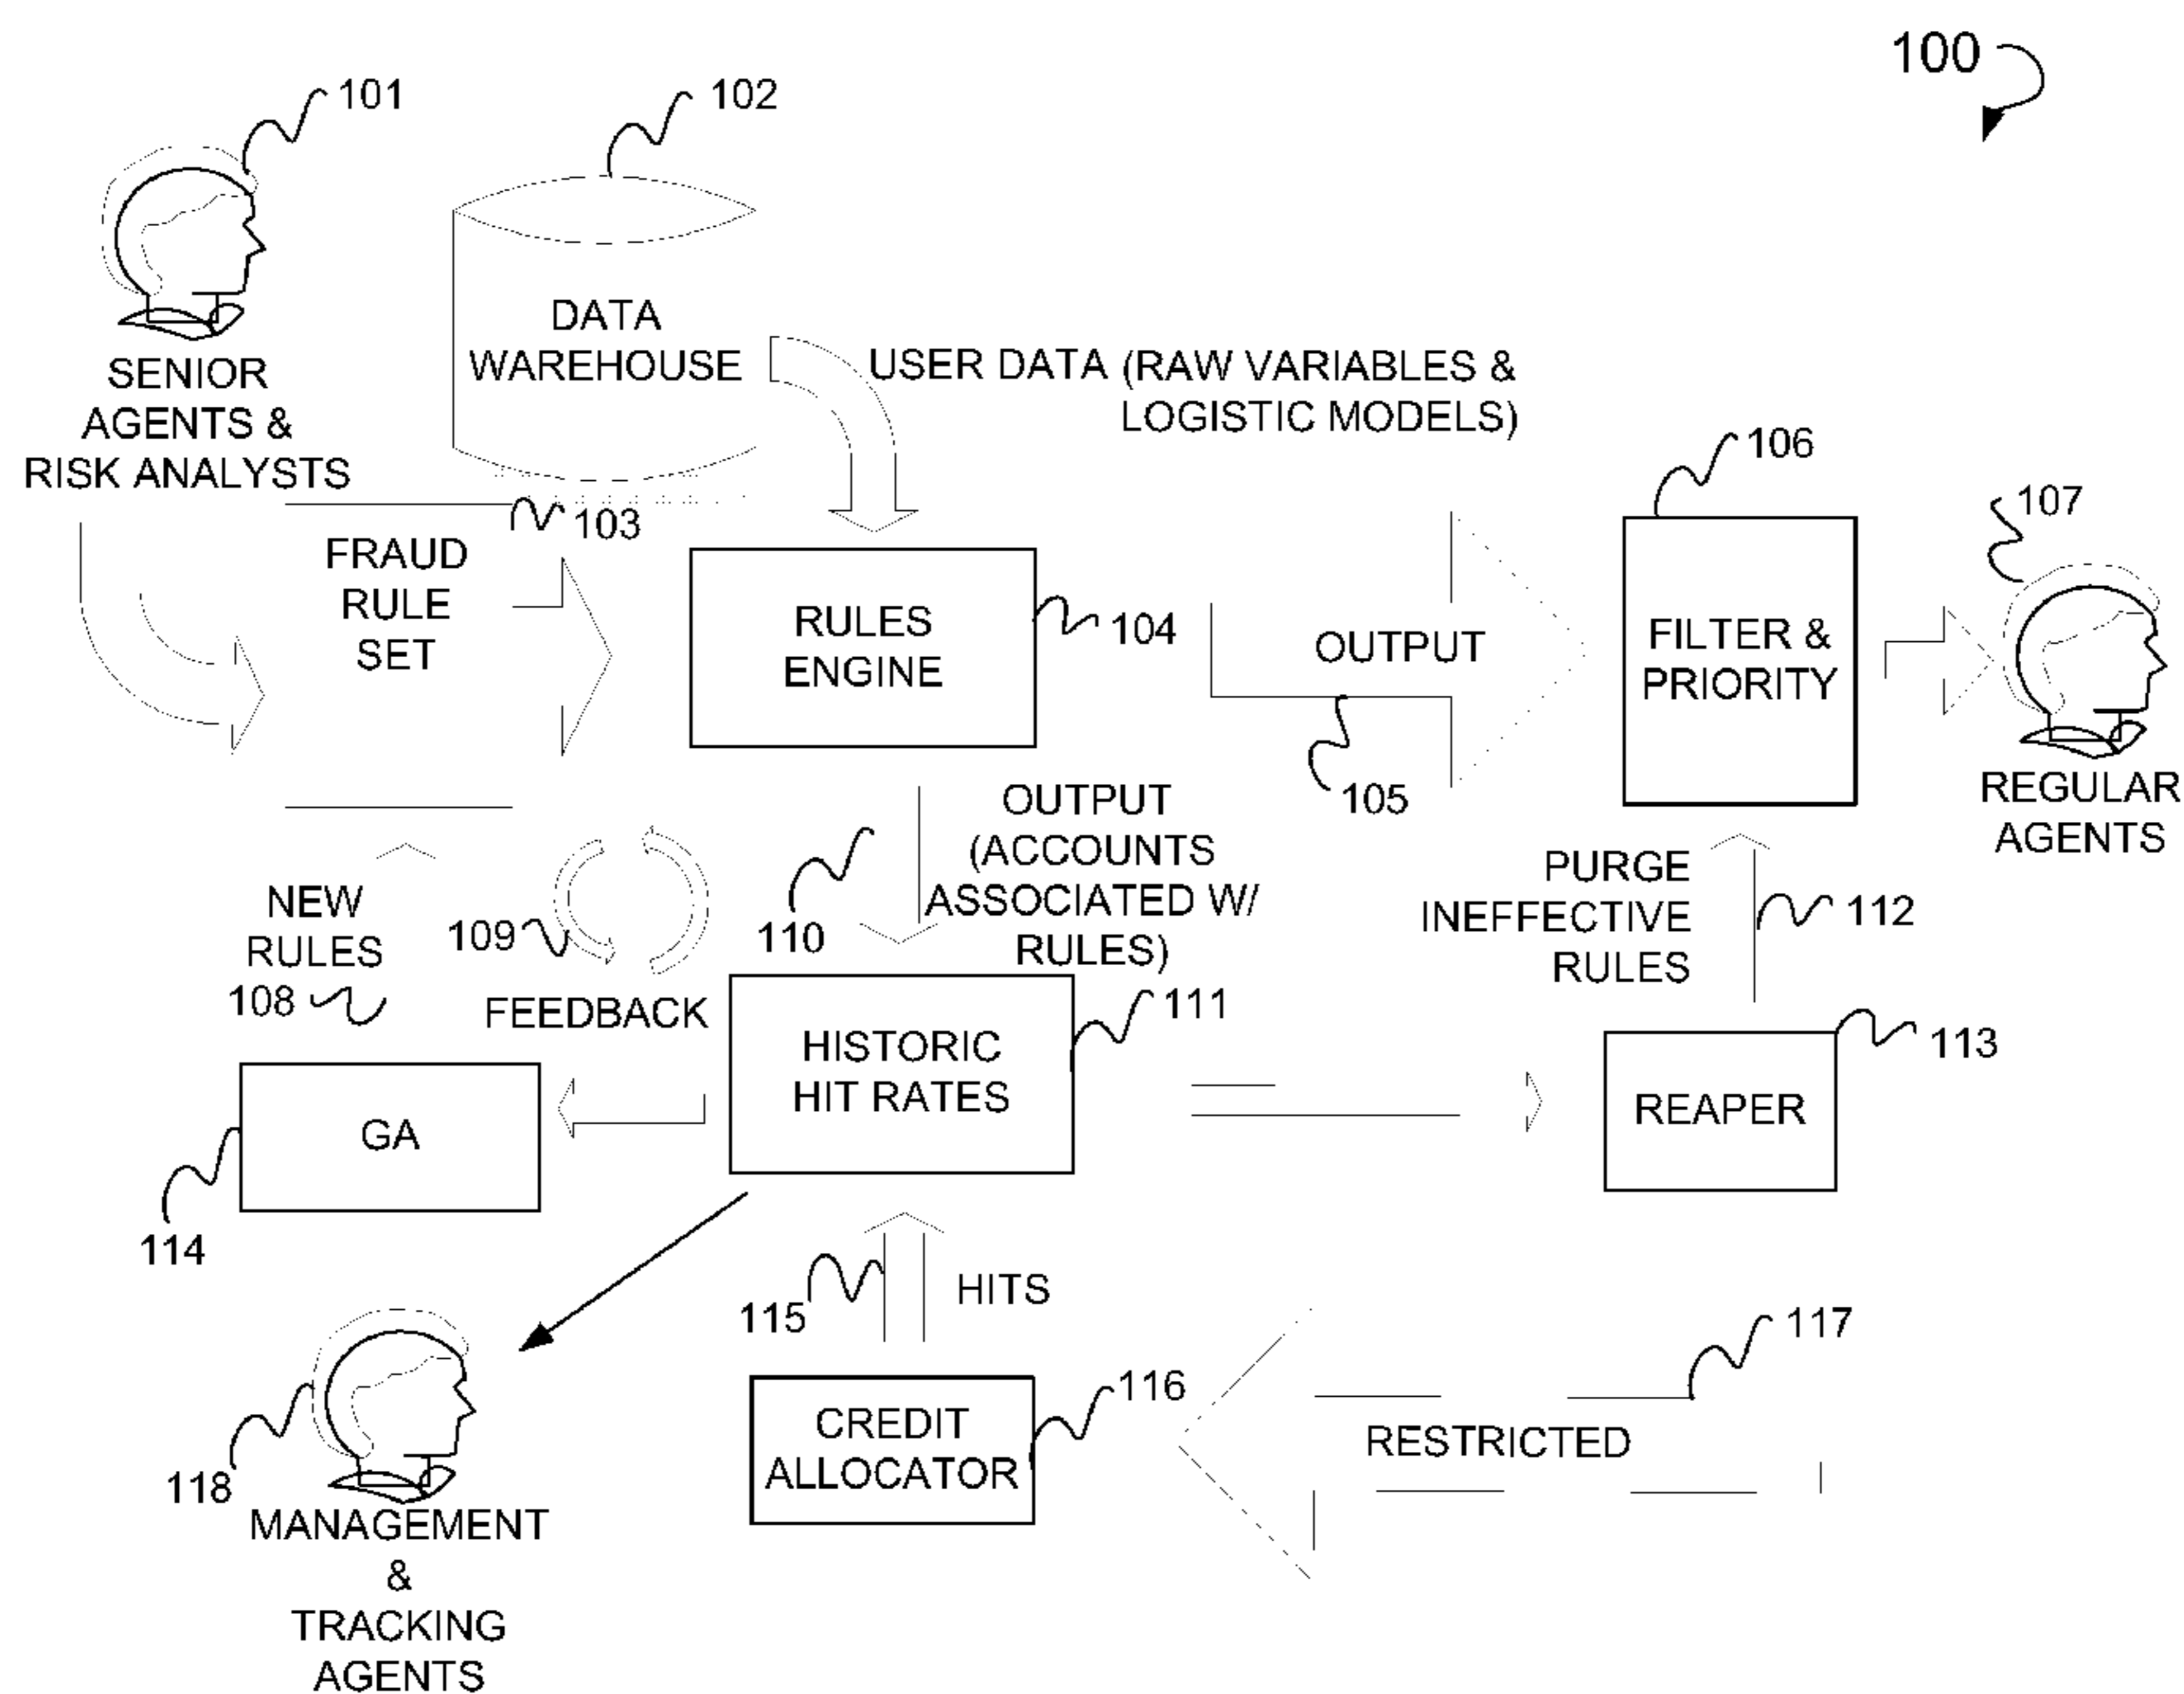 100
101
102
DATA
WAREHOUSE
USER DATA (RAW VARIABLES &
LOGISTIC MODELS)
SENIOR
AGENTS &
RISK ANALYSTS
103
FRAUD
RULE
SET
RULES
ENGINE
104
OUTPUT
105
106
FILTER &
PRIORITY
107
REGULAR
AGENTS
NEW
RULES
108
109
FEEDBACK
110
OUTPUT
(ACCOUNTS
ASSOCIATED W/
RULES)
PURGE
INEFFECTIVE
RULES
112
111
HISTORIC
HIT RATES
113
REAPER
GA
114
115
HITS
116
CREDIT
ALLOCATOR
117
RESTRICTED
118
MANAGEMENT
&
TRACKING
AGENTS